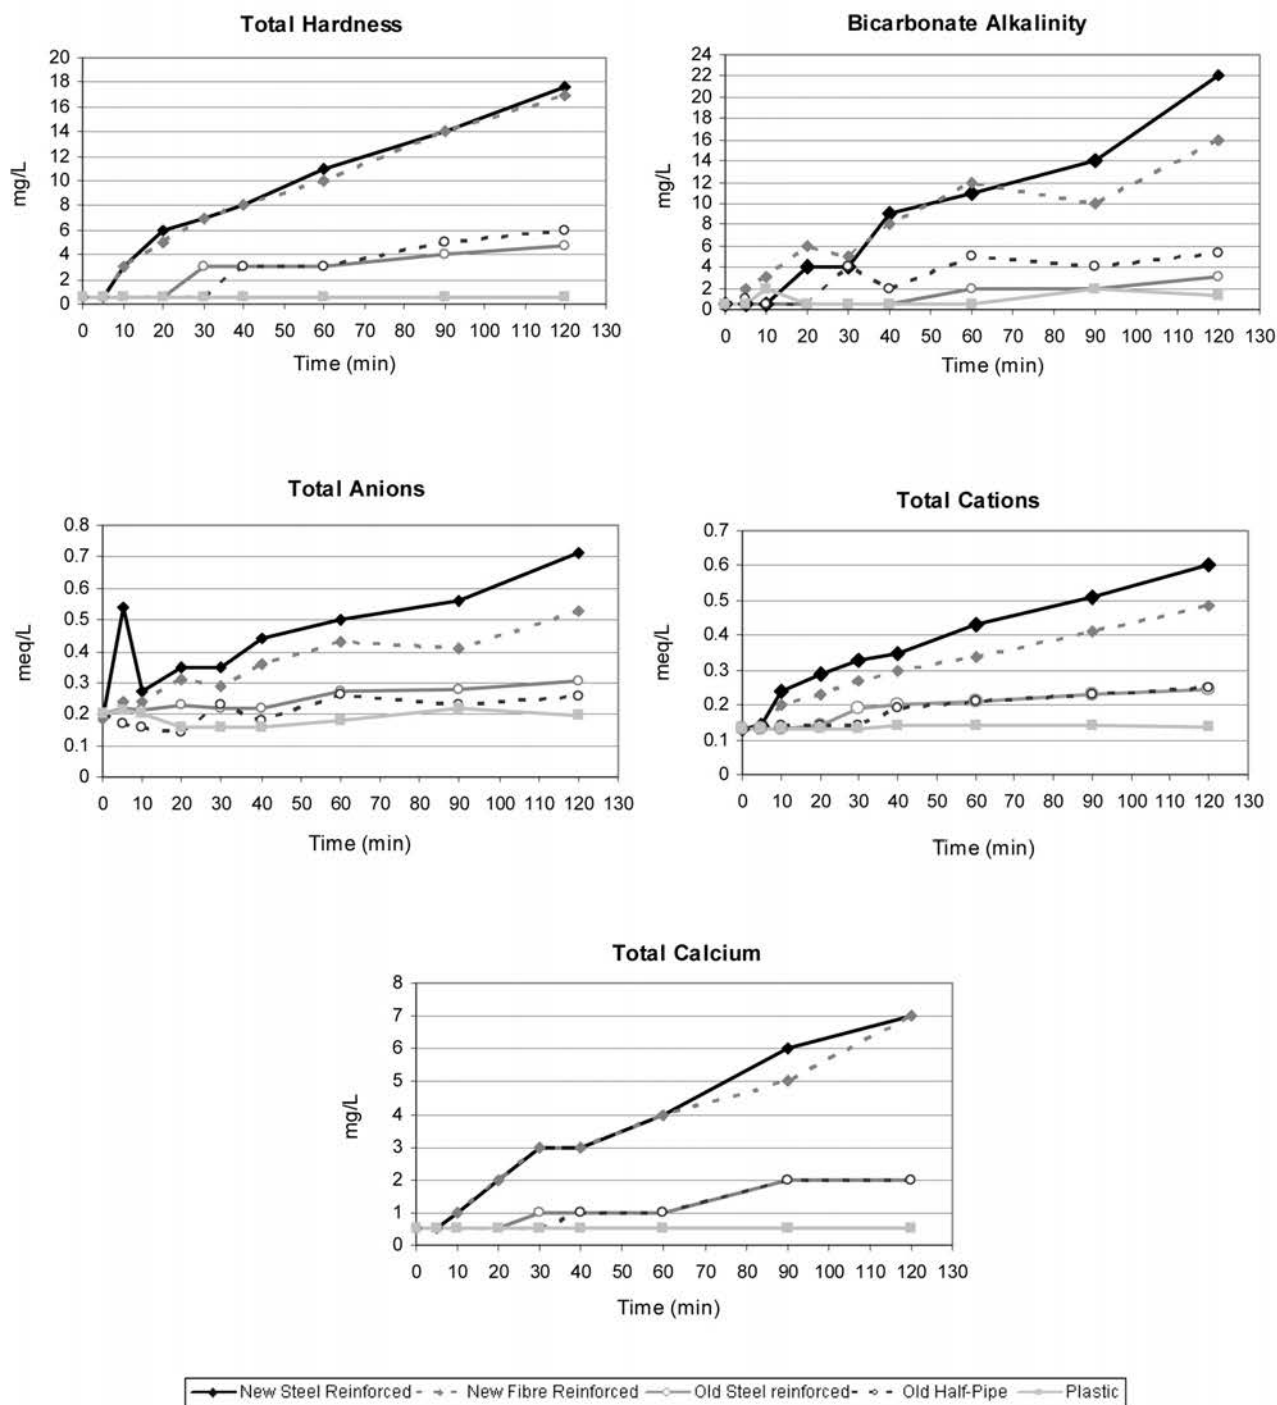 Total Hardness
20
18
16
14
12
10
8
6
4
2
0
mg/L
0 10 20 30 40 50 60 70 80 90 100 110 120 130
Time (min)
Bicarbonate Alkalinity
24
22
20
18
16
14
12
10
8
6
4
2
0
mg/L
0 10 20 30 40 50 60 70 80 90 100 110 120 130
Time (min)
Total Anions
0.8
0.7
0.6
0.5
0.4
0.3
0.2
0.1
0
meq/L
0 10 20 30 40 50 60 70 80 90 100 110 120 130
Time (min)
Total Cations
0.7
0.6
0.5
0.4
0.3
0.2
0.1
0
meq/L
0 10 20 30 40 50 60 70 80 90 100 110 120 130
Time (min)
Total Calcium
8
7
6
5
4
3
2
1
0
mg/L
0 10 20 30 40 50 60 70 80 90 100 110 120 130
Time (min)
New Steel Reinforced New Fibre Reinforced Old Steel reinforced Old Half-Pipe Plastic